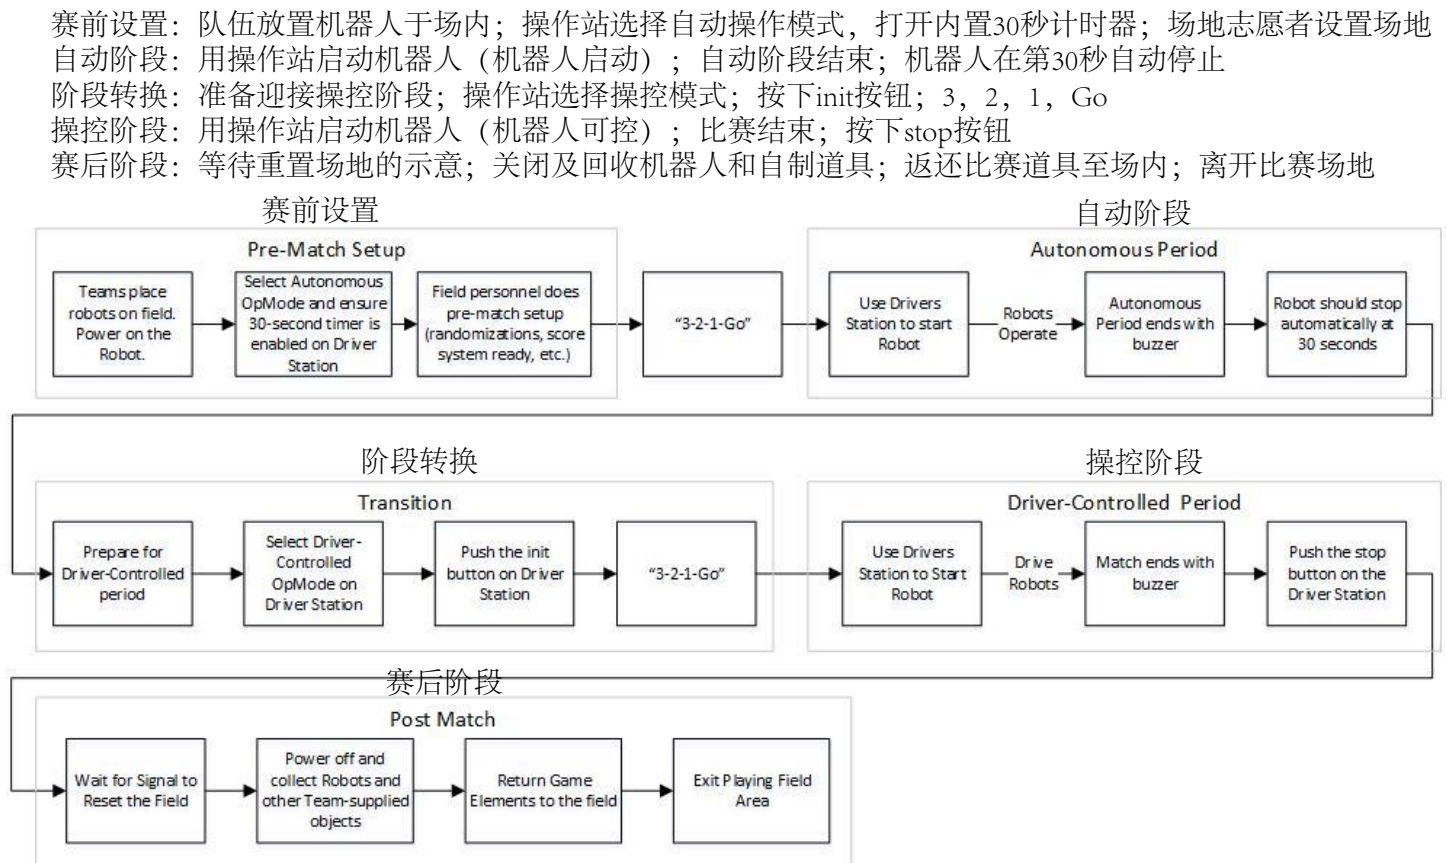 赛前设置：队伍放置机器人于场内；操作站选择自动操作模式，打开内置30秒计时器；场地志愿者设置场地
自动阶段：用操作站启动机器人（机器人启动）；自动阶段结束；机器人在第30秒自动停止
阶段转换：准备迎接操控阶段；操作站选择操控模式；按下init按钮；3，2，1，Go
操控阶段：用操作站启动机器人（机器人可控）；比赛结束；按下stop按钮
赛后阶段：等待重置场地的示意；关闭及回收机器人和自制道具；返还比赛道具至场内；离开比赛场地
赛前设置
Pre-Match Setup
Teams place
robots on field.
Power on the
Robot.
Select Autonomous
OpMode and ensure
30-second timer is
enabled on Driver
Station
Field personnel does
pre-match setup
(randomizations, score
system ready, etc.)
“3-2-1-Go”
自动阶段
Autonomous Period
Use Drivers
Station to start
Robot
Robots
Operate
Autonomous
Period ends with
buzzer
Robot should stop
automatically at
30 seconds
阶段转换
Transition
Prepare for
Driver-Controlled
period
Select Driver-
Controlled
OpMode on
Driver Station
Push the init
button on Driver
Station
“3-2-1-Go”
操控阶段
Driver-Controlled Period
Use Drivers
Station to Start
Robot
Drive
Robots
Match ends with
buzzer
Push the stop
button on the
Driver Station
赛后阶段
Post Match
Wait for Signal to
Reset the Field
Power off and
collect Robots and
other Team-supplied
objects
Return Game
Elements to the field
Exit Playing Field
Area